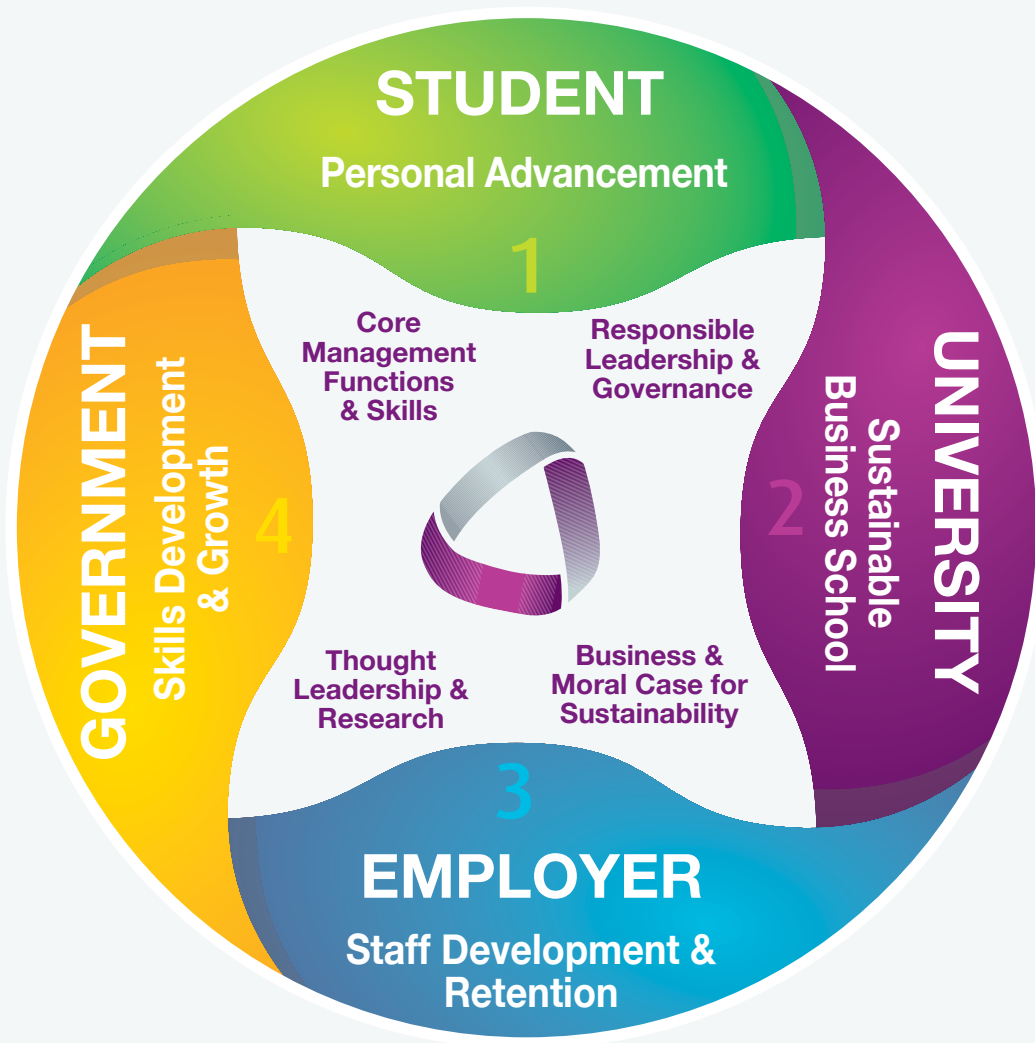 STUDENT
Personal Advancement
1
Core
Management
Functions
& Skills
Responsible
Leadership &
Governance
UNIVERSITY
Sustainable
Business School
2
GOVERNMENT
Skills Development
& Growth
4
Thought
Leadership &
Research
Business &
Moral Case for
Sustainability
3
EMPLOYER
Staff Development &
Retention